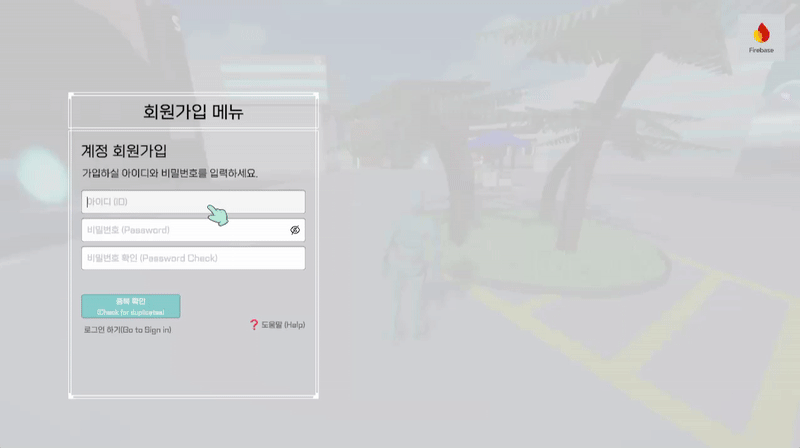 Firebase
회원가입 메뉴
계정 회원가입
가입하실 아이디와 비밀번호를 입력하세요.
아이디 (ID)
비밀번호 (Password)
비밀번호 확인 (Password Check)
중복 확인
(Check for duplicates)
로그인 하기(Go to Sign in)
❓ 도움말 (Help)